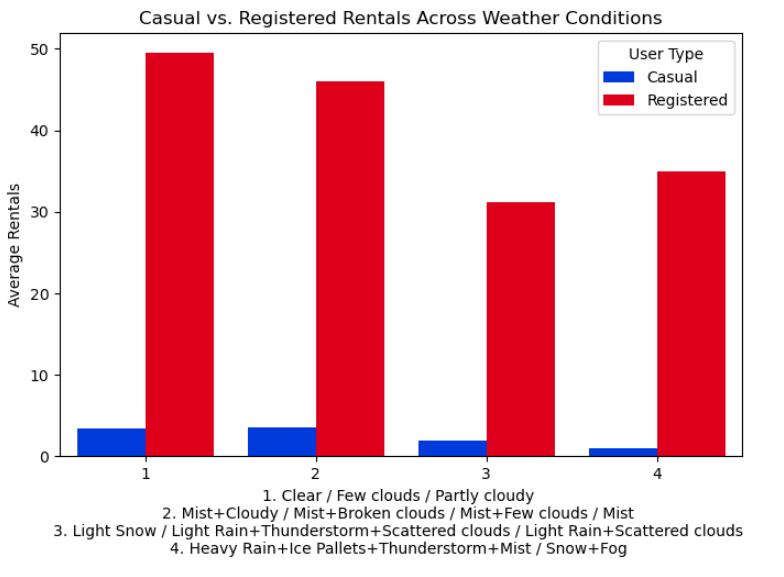 Casual vs. Registered Rentals Across Weather Conditions
50
40
30
20
10
0
Average Rentals
User Type
Casual
Registered
1 2 3 4
1. Clear / Few clouds / Partly cloudy
2. Mist+Cloudy / Mist+Broken clouds / Mist+Few clouds / Mist
3. Light Snow / Light Rain+Thunderstorm+Scattered clouds / Light Rain+Scattered clouds
4. Heavy Rain+Ice Pallets+Thunderstorm+Mist / Snow+Fog